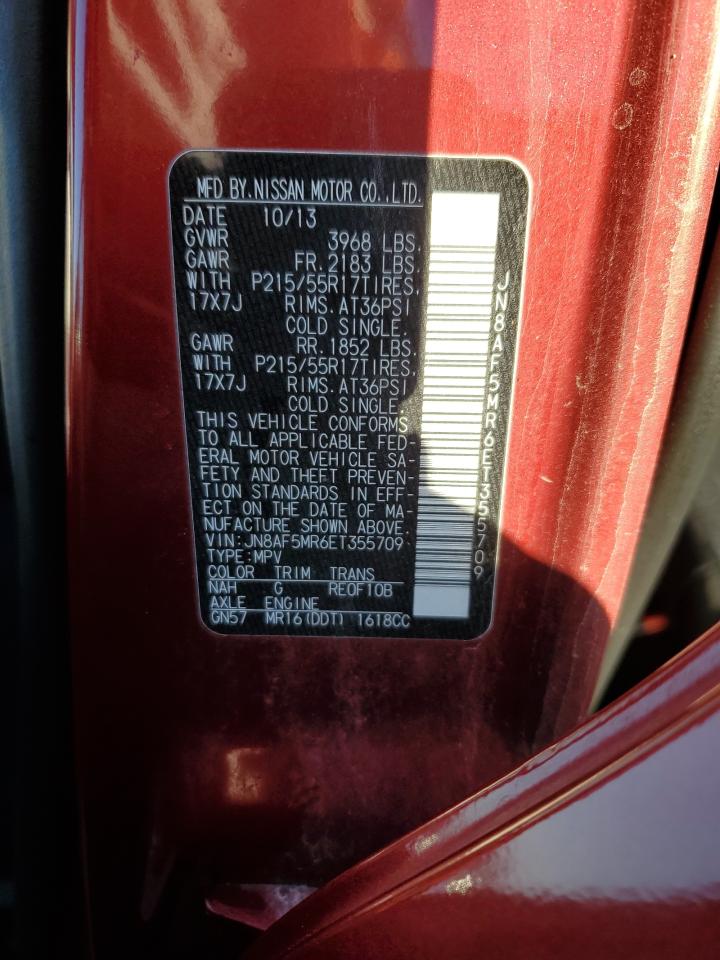 MFD BY.NISSAN MOTOR CO.,LTD.
DATE 10/13
GVWR 3968 LBS.
GAWR FR.2183 LBS.
WITH P215/55R17TIRES,
17X7J RIMS.AT36PSI
COLD SINGLE.
GAWR RR.1852 LBS.
WITH P215/55R17TIRES,
17X7J RIMS.AT36PSI
COLD SINGLE.
THIS VEHICLE CONFORMS
TO ALL APPLICABLE FED-
ERAL MOTOR VEHICLE SA-
FETY AND THEFT PREVEN-
TION STANDARDS IN EFF-
ECT ON THE DATE OF MA-
NUFACTURE SHOWN ABOVE.
VIN:JN8AF5MR6ET355709
TYPE:MPV
COLOR TRIM TRANS
NAH G RE0F10B
AXLE ENGINE
GN57 MR16(DDT) 1618CC
JN8AF5MR6ET355709